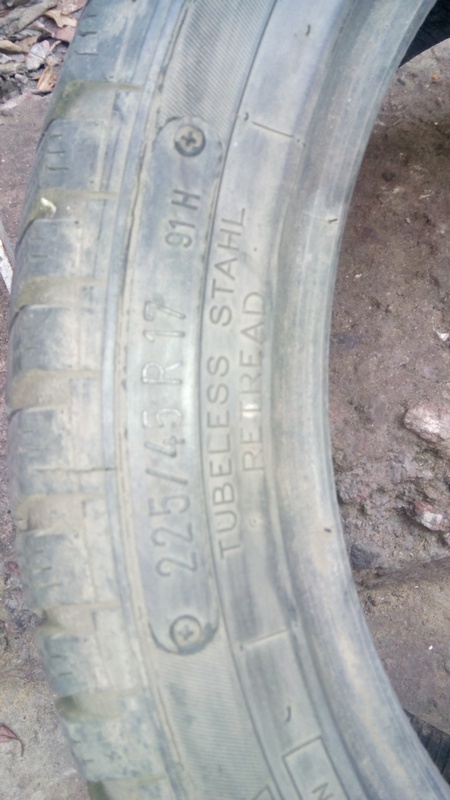 225/45 R 17 91 H
TUBELESS STAHL
RETREAD